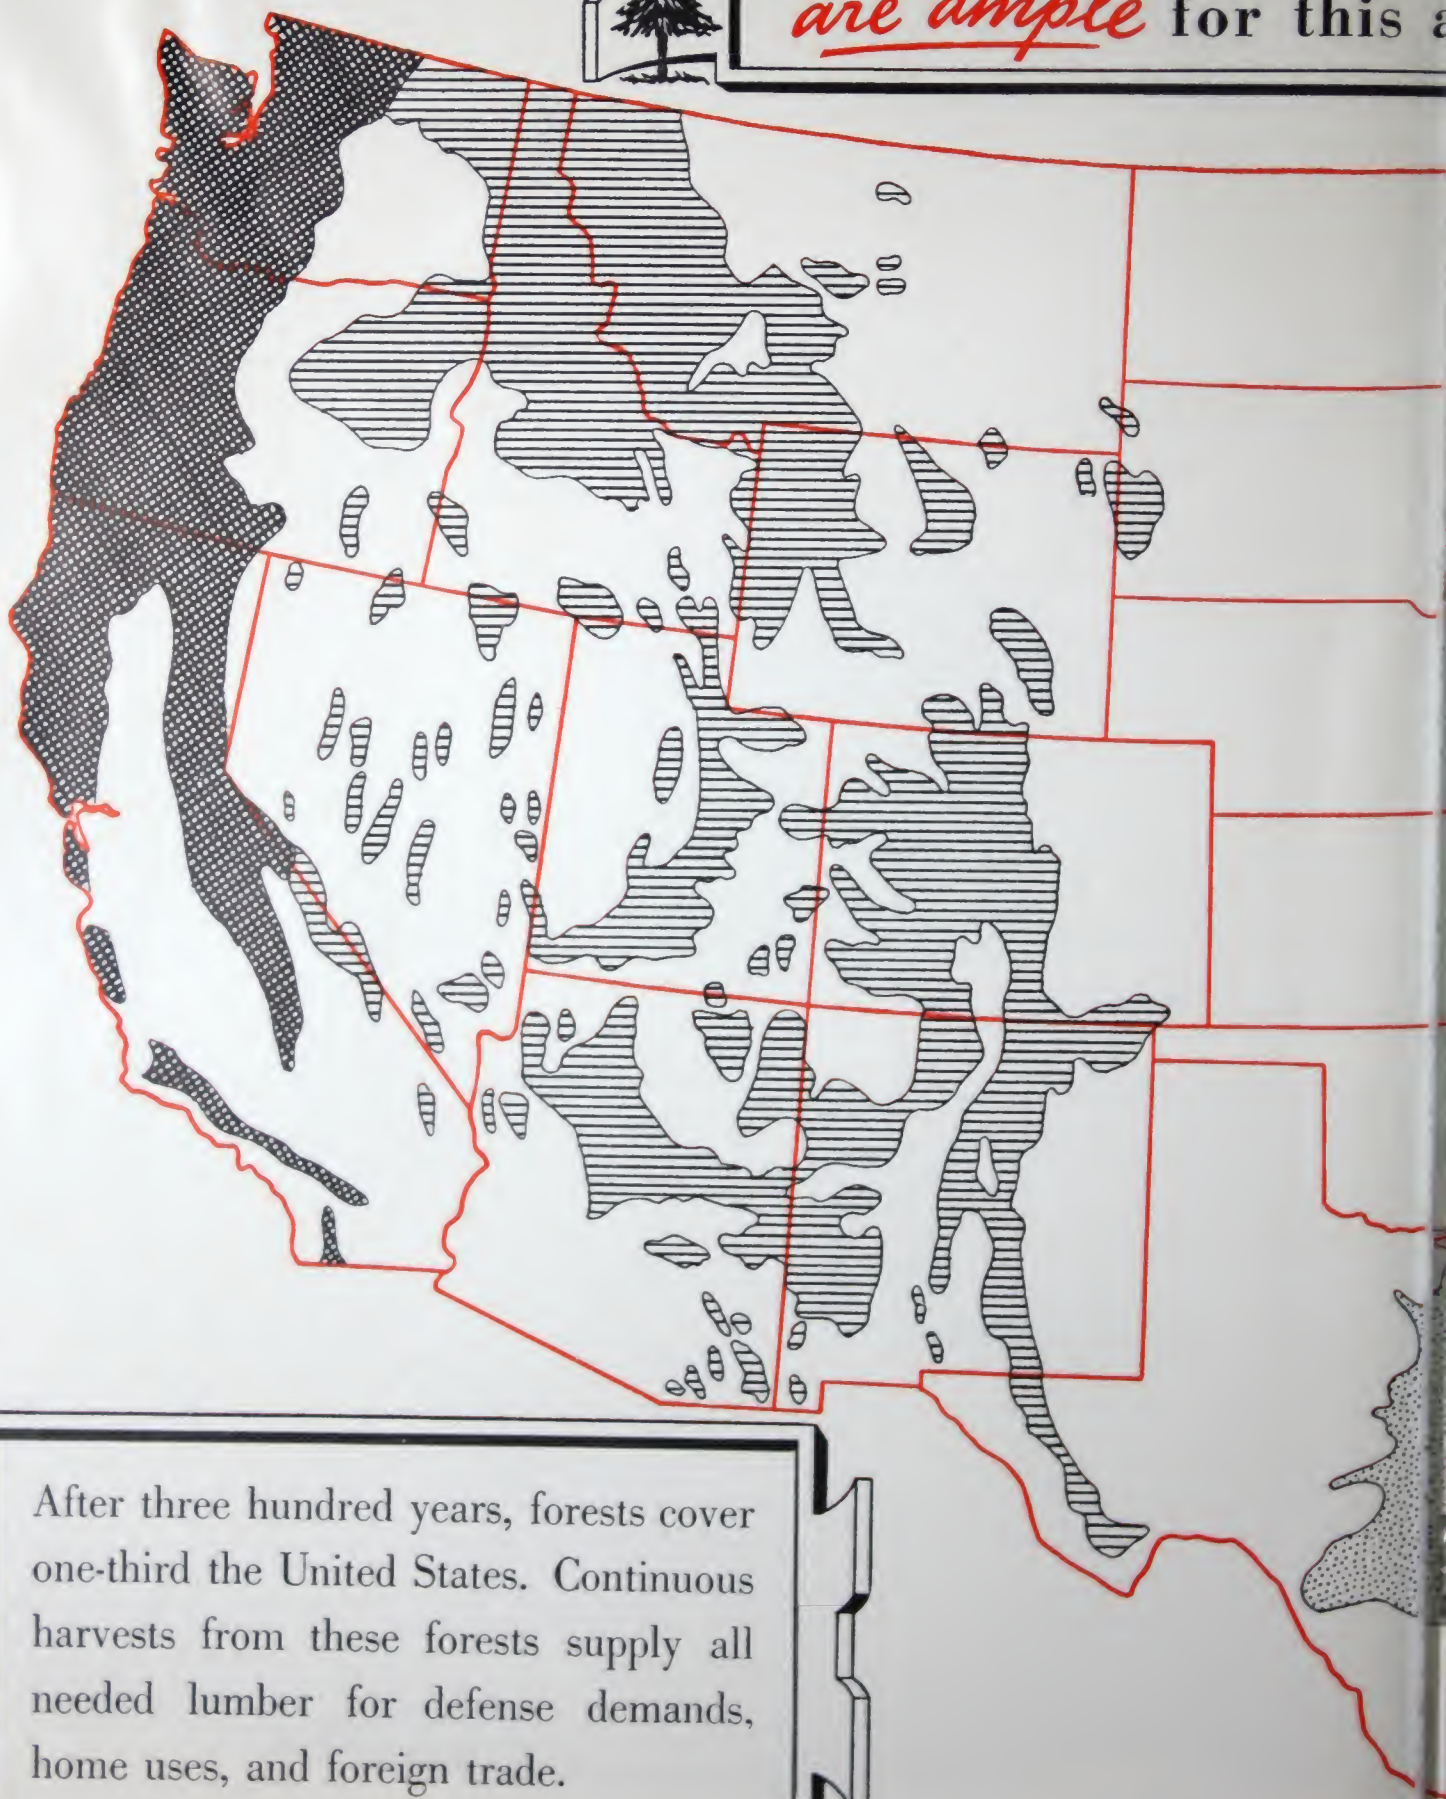 are ample for this a
After three hundred years, forests cover
one-third the United States. Continuous
harvests from these forests supply all
needed lumber for defense demands,
home uses, and foreign trade.